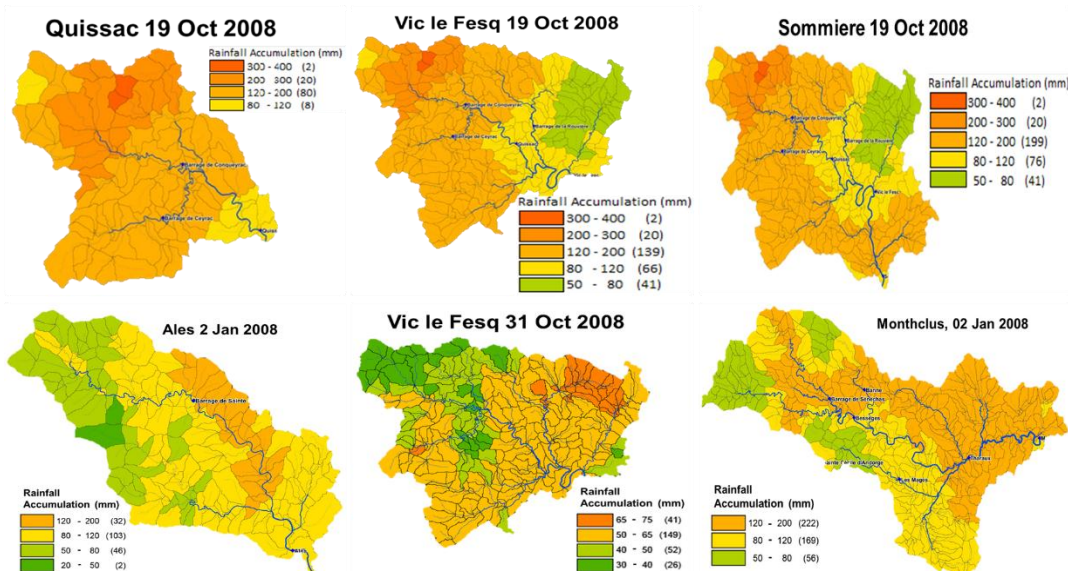 Quissac 19 Oct 2008
Rainfall Accumulation (mm)
300 - 400 (2)
200 - 300 (20)
120 - 200 (80)
80 - 120 (8)
Barrage de Conqueyrac
Barrage de Ceyrac
Quiss
Vic le Fesq 19 Oct 2008
Barrage de Conqueyrac
Barrage de la Rouvière
Barrage de Ceyrac
Quissac
Rainfall Accumulation (mm)
300 - 400 (2)
200 - 300 (20)
120 - 200 (139)
80 - 120 (66)
50 - 80 (41)
Sommiere 19 Oct 2008
Rainfall Accumulation (mm)
300 - 400 (2)
200 - 300 (20)
120 - 200 (199)
80 - 120 (76)
50 - 80 (41)
Barrage de Conqueyrac
Barrage de la Rouvière
Barrage de Ceyrac
Quissac
Vic le Fesq
Ales 2 Jan 2008
Barrage de Sainte
Alès
Rainfall
Accumulation (mm)
120 - 200 (32)
80 - 120 (103)
50 - 80 (46)
20 - 50 (2)
Vic le Fesq 31 Oct 2008
Rainfall
Accumulation (mm)
65 - 75 (41)
50 - 65 (149)
40 - 50 (52)
30 - 40 (26)
Monthclus, 02 Jan 2008
Banne
Barrage de Sénéchas
Bessèges
Tharaux
Les Mages
Rainfall
Accumulation (mm)
120 - 200 (222)
80 - 120 (169)
50 - 80 (56)